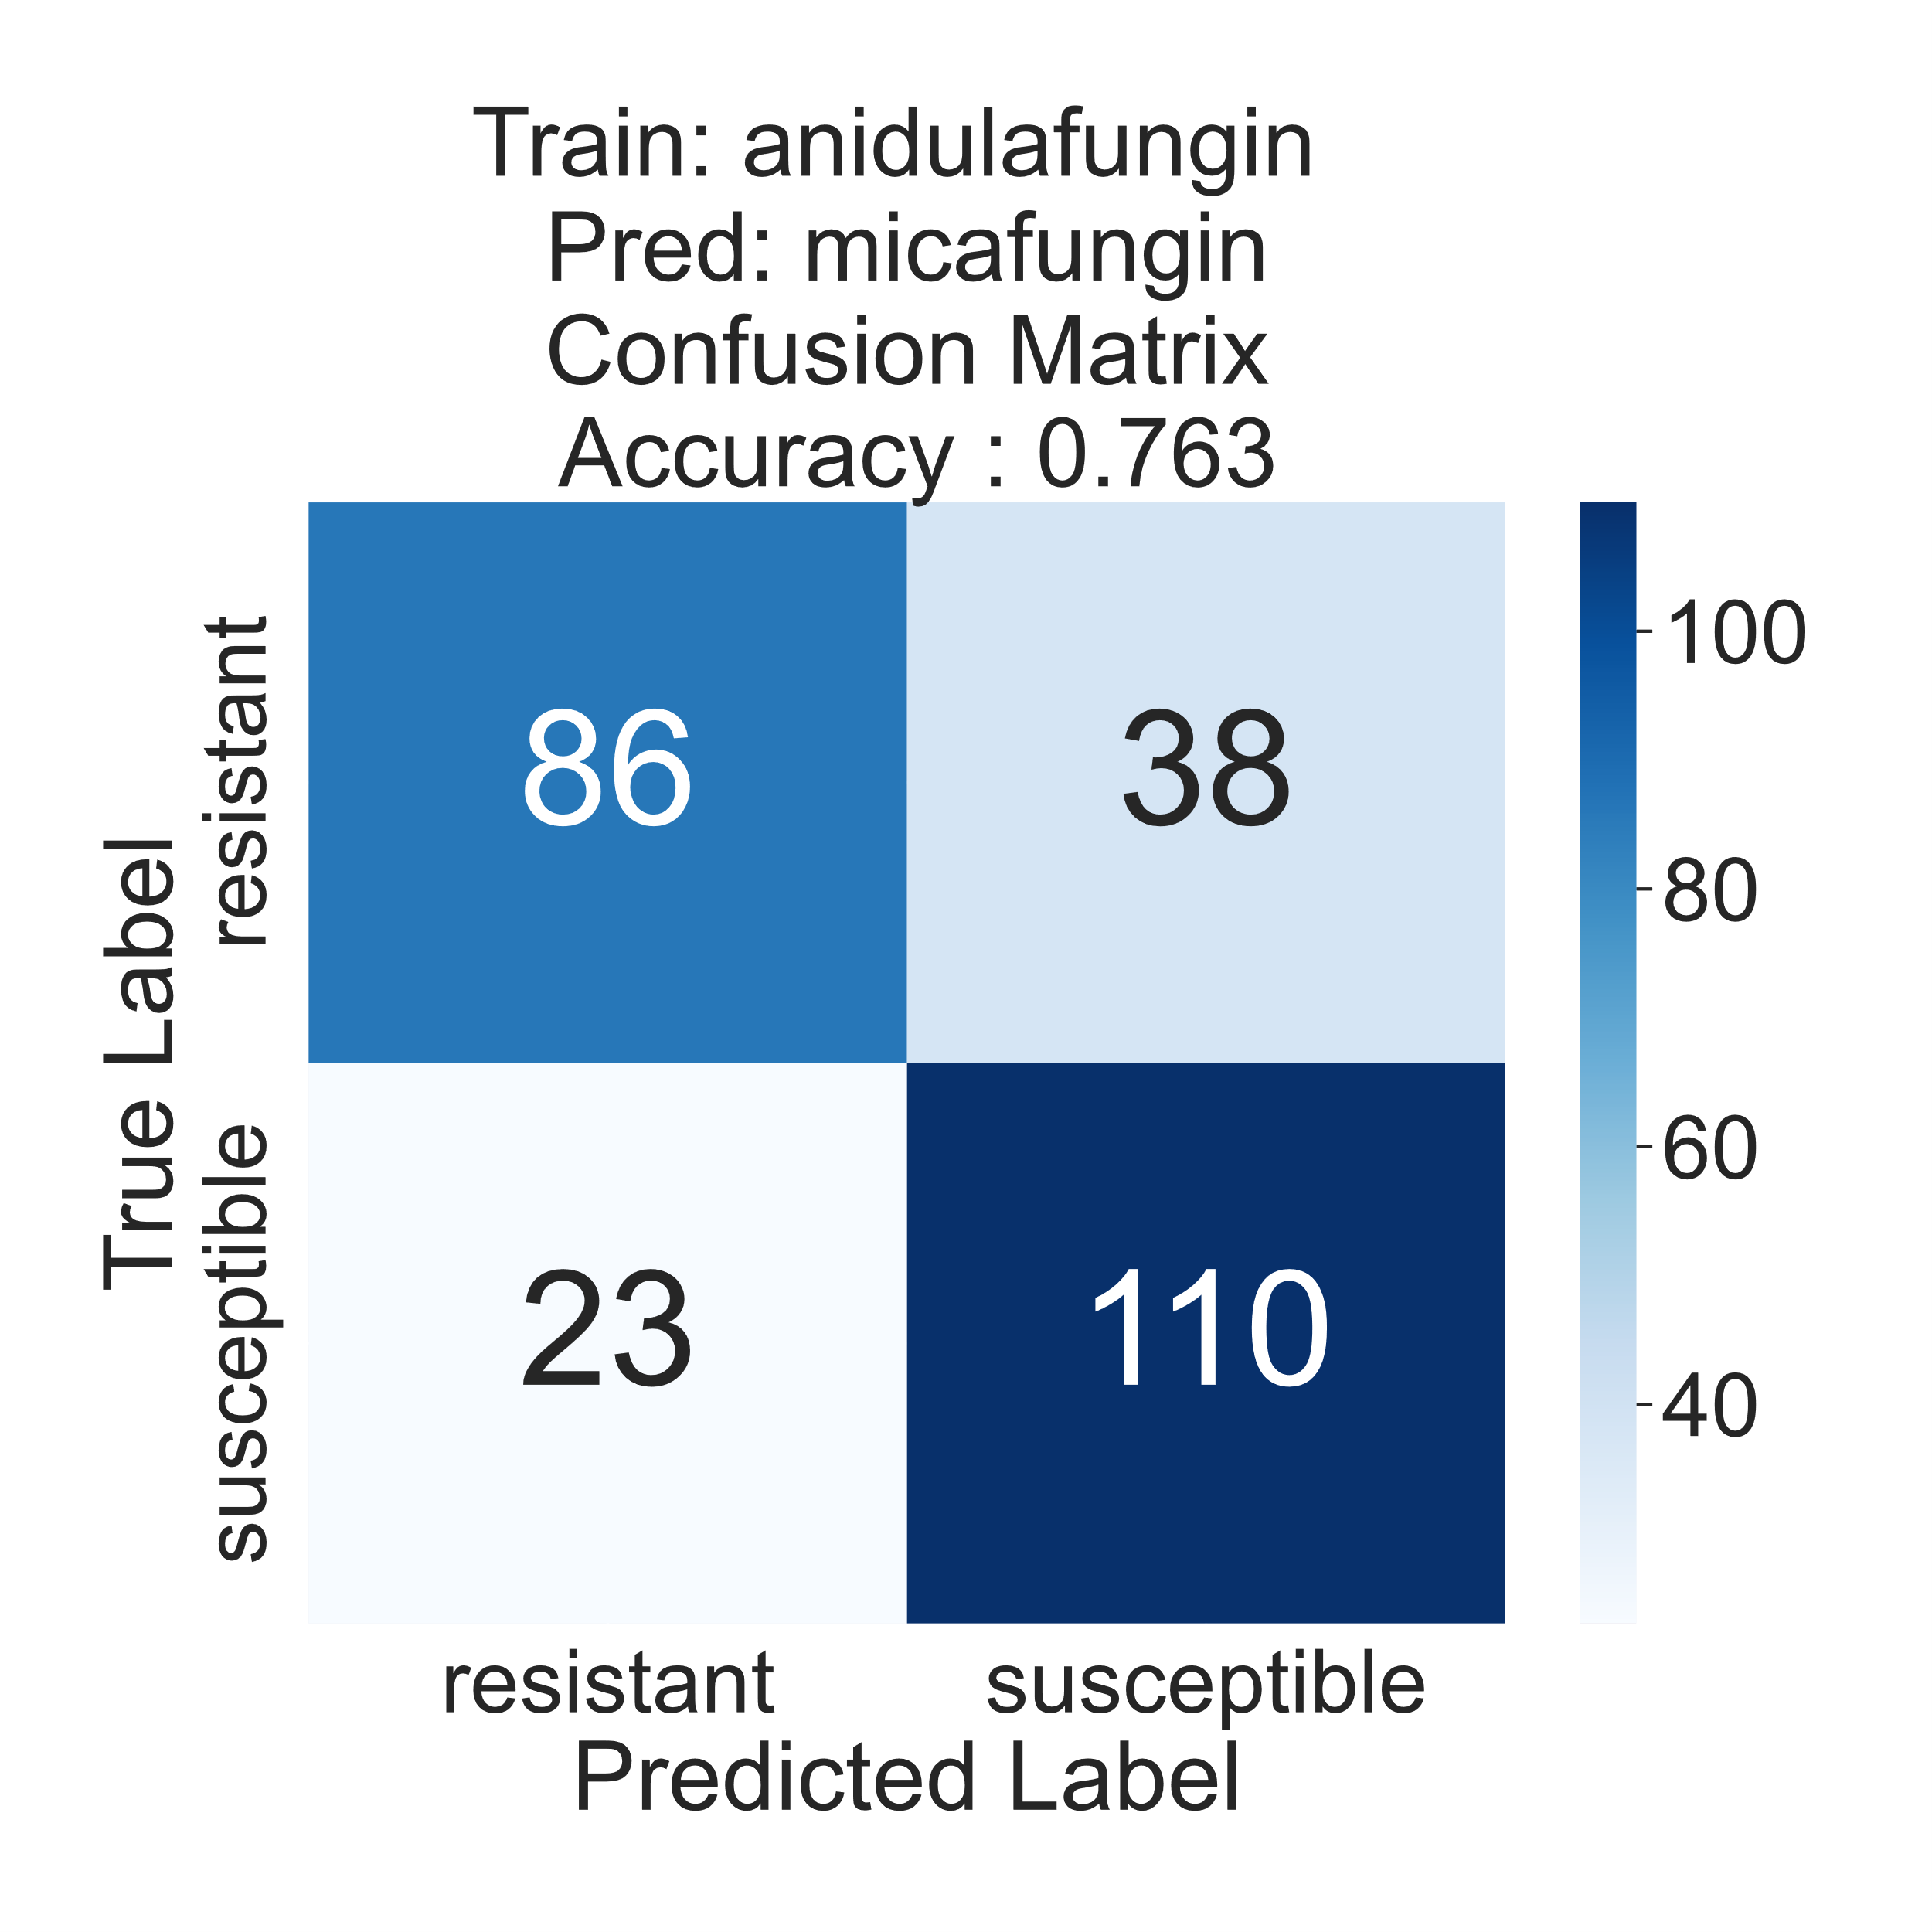 Train: anidulafungin
Pred: micafungin
Confusion Matrix
Accuracy : 0.763
True Label
resistant
susceptible
86
38
23
110
100
80
60
40
resistant
susceptible
Predicted Label